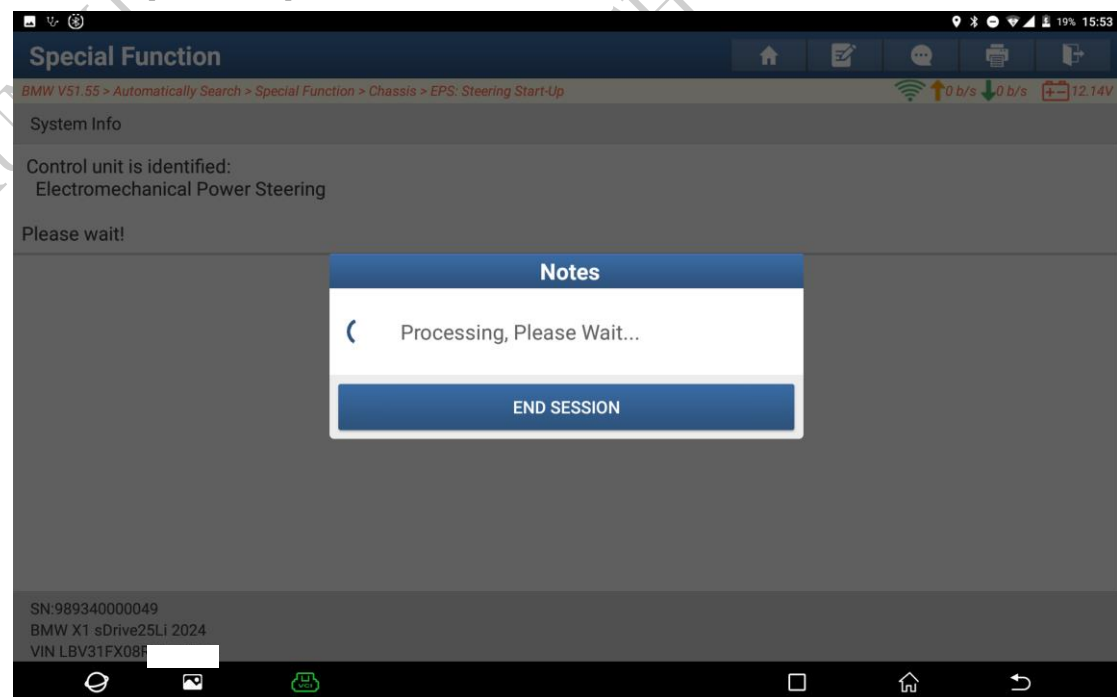 19% 15:53
Special Function
BMW V51.55 > Automatically Search > Special Function > Chassis > EPS: Steering Start-Up
0 b/s 0 b/s 12.14V
System Info
Control unit is identified:
Electromechanical Power Steering
Please wait!
Notes
Processing, Please Wait...
END SESSION
SN:989340000049
BMW X1 sDrive25Li 2024
VIN LBV31FX08
VCI